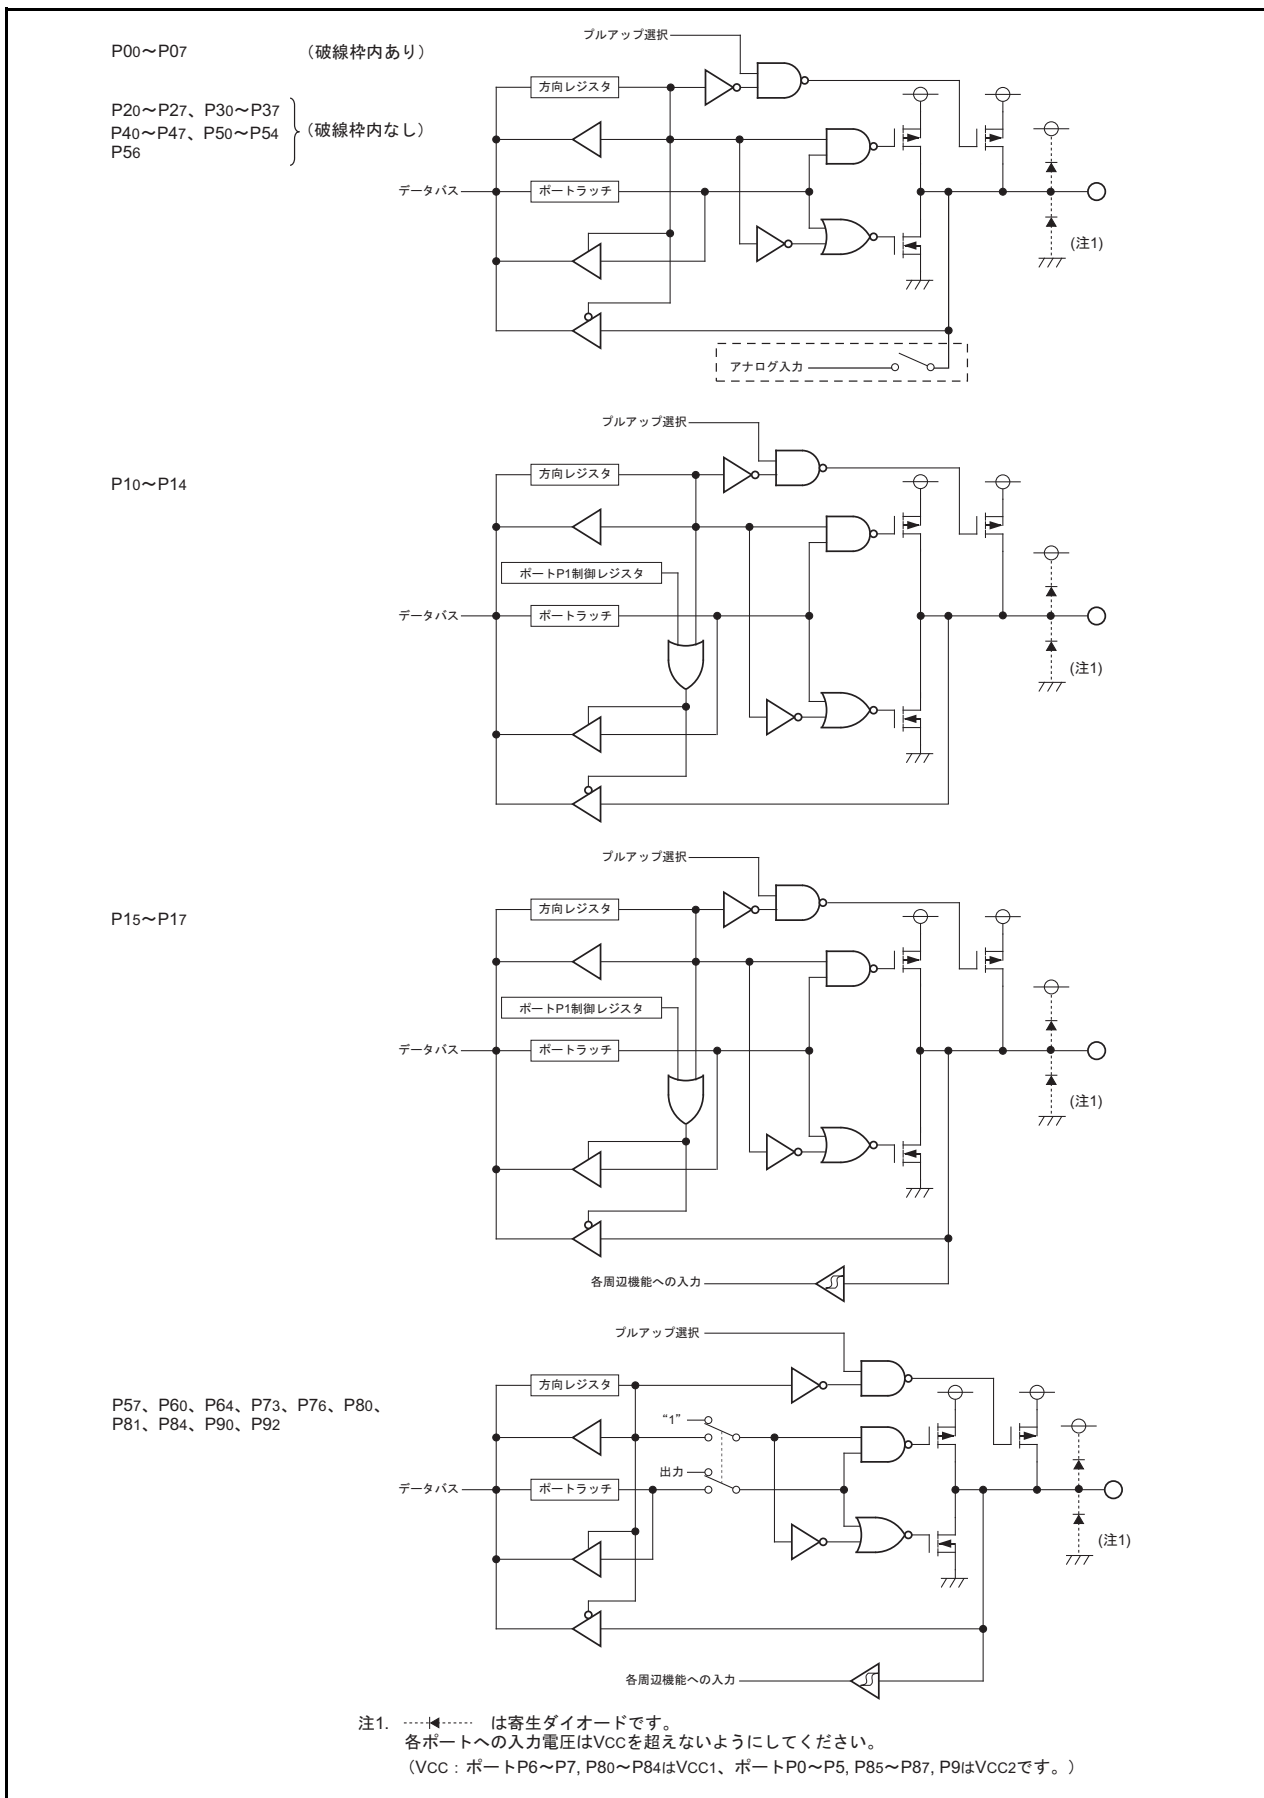 プルアップ選択
P00～P07 （破線枠内あり）
方向レジスタ
P20～P27、P30～P37
P40～P47、P50～P54 （破線枠内なし）
P56
データバス ポートラッチ
(注1)
アナログ入力
プルアップ選択
方向レジスタ
P10～P14
ポートP1制御レジスタ
データバス ポートラッチ
(注1)
プルアップ選択
方向レジスタ
P15～P17
ポートP1制御レジスタ
データバス ポートラッチ
(注1)
各周辺機能への入力
プルアップ選択
方向レジスタ
P57、P60、P64、P73、P76、P80、
P81、P84、P90、P92
“1”
出力
データバス ポートラッチ
(注1)
各周辺機能への入力
注1. は寄生ダイオードです。
各ポートへの入力電圧はVCCを超えないようにしてください。
（VCC：ポートP6～P7, P80～P84はVCC1、ポートP0～P5, P85～P87, P9はVCC2です。）